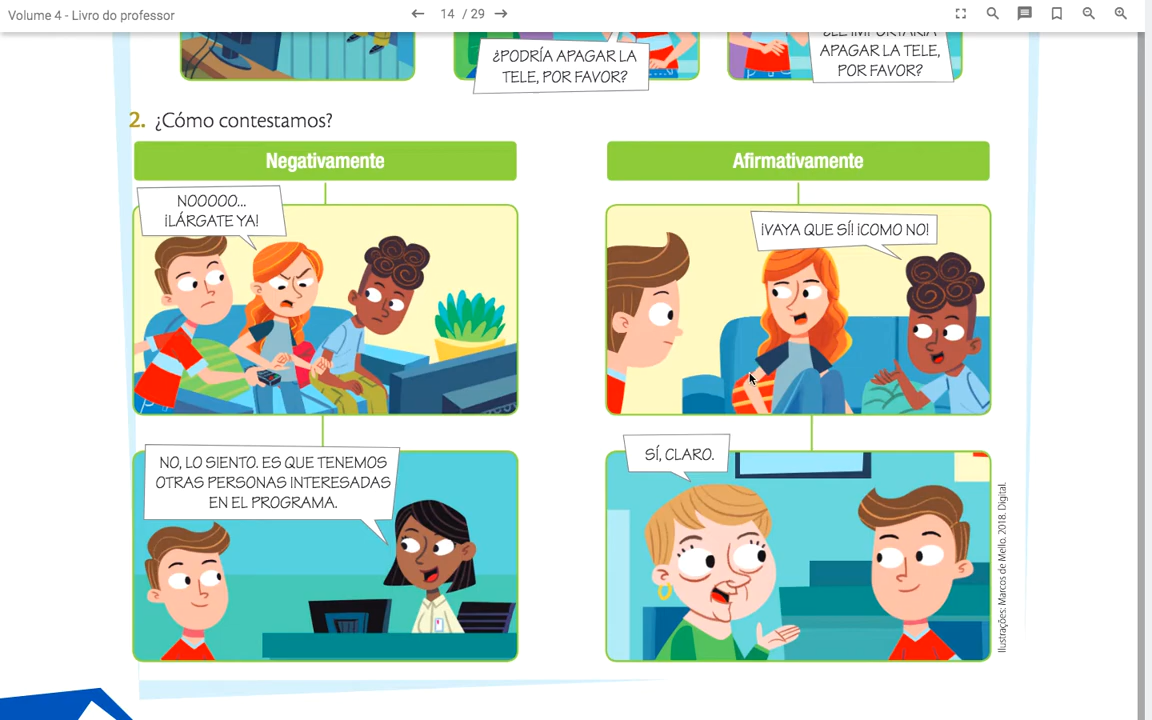 Volume 4 - Livro do professor
14 / 29
¿PODRÍA APAGAR LA
TELE, POR FAVOR?
¿LE IMPORTARÍA
APAGAR LA TELE,
POR FAVOR?
2. ¿Cómo contestamos?
Negativamente
NOOOOO...
¡LÁRGATE YA!
NO, LO SIENTO. ES QUE TENEMOS
OTRAS PERSONAS INTERESADAS
EN EL PROGRAMA.
Afirmativamente
¡VAYA QUE SÍ! ¡COMO NO!
SÍ, CLARO.
Ilustrações: Marcos de Mello. 2018. Digital.